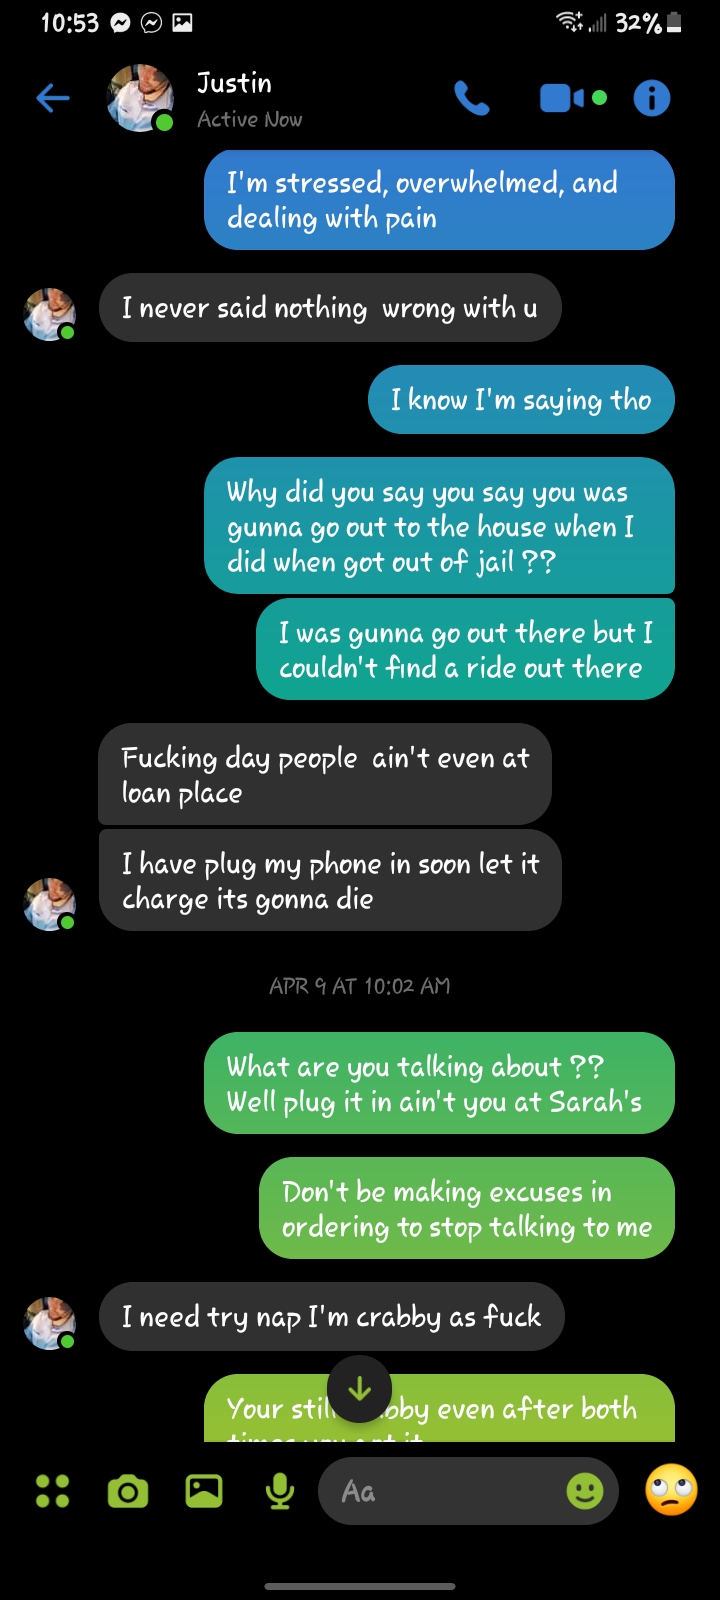 10:53
32%
Justin
Active Now
I'm stressed, overwhelmed, and
dealing with pain
I never said nothing  wrong with u
I know I'm saying tho
Why did you say you say you was
gunna go out to the house when I
did when got out of jail ??
I was gunna go out there but I
couldn't find a ride out there
Fucking day people  ain't even at
loan place
I have plug my phone in soon let it
charge its gonna die
APR 9 AT 10:02 AM
What are you talking about ??
Well plug it in ain't you at Sarah's
Don't be making excuses in
ordering to stop talking to me
I need try nap I'm crabby as fuck
Your even after both
Aa